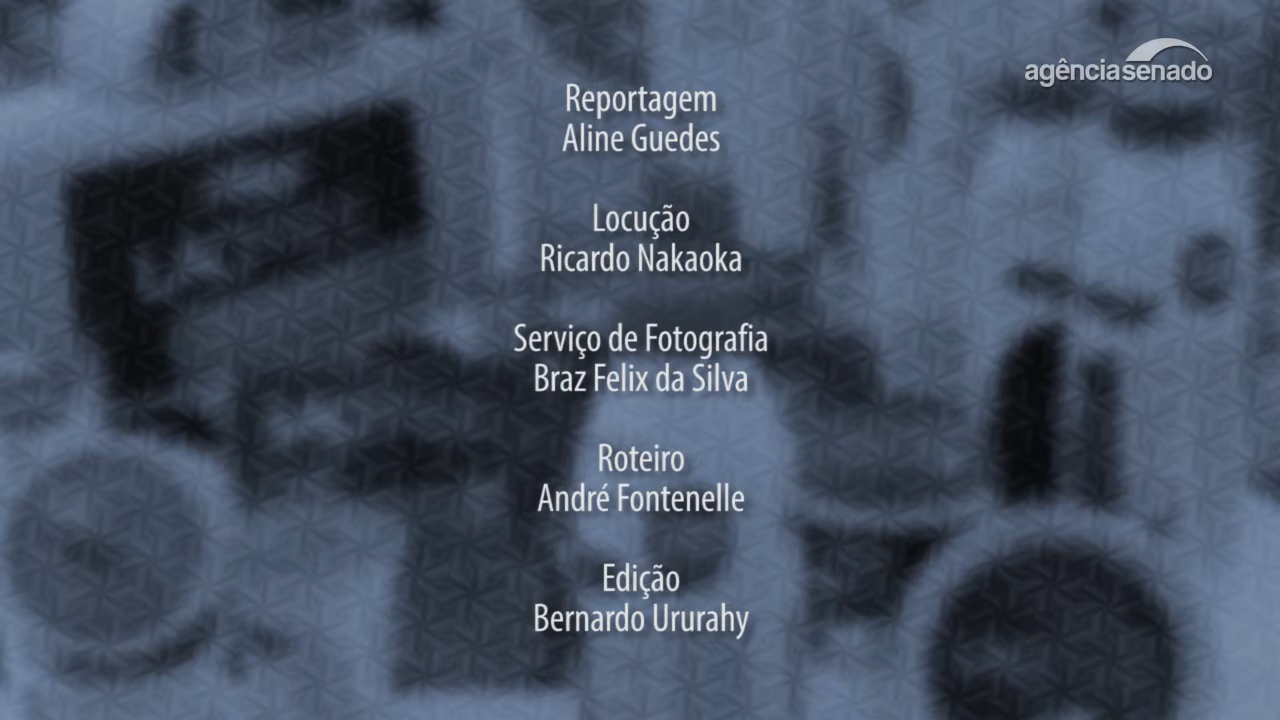 agênciasenado
Reportagem
Aline Guedes
Locução
Ricardo Nakaoka
Serviço de Fotografia
Braz Felix da Silva
Roteiro
André Fontenelle
Edição
Bernardo Ururahy